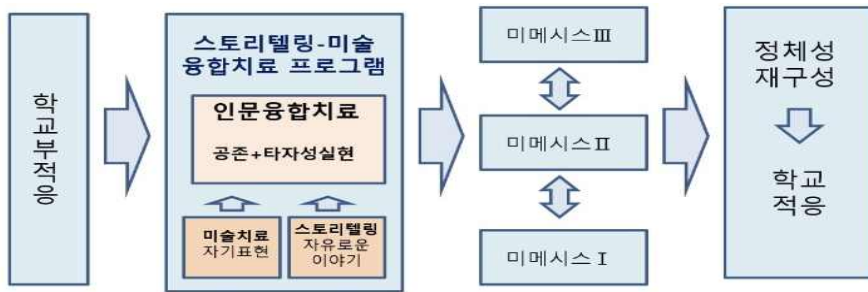 학교부적응
스토리텔링-미술
융합치료 프로그램
인문융합치료
공존+타자성실현
미술치료
자기표현
스토리텔링
자유로운
이야기
미메시스Ⅲ
미메시스Ⅱ
미메시스Ⅰ
정체성
재구성
학교
적응